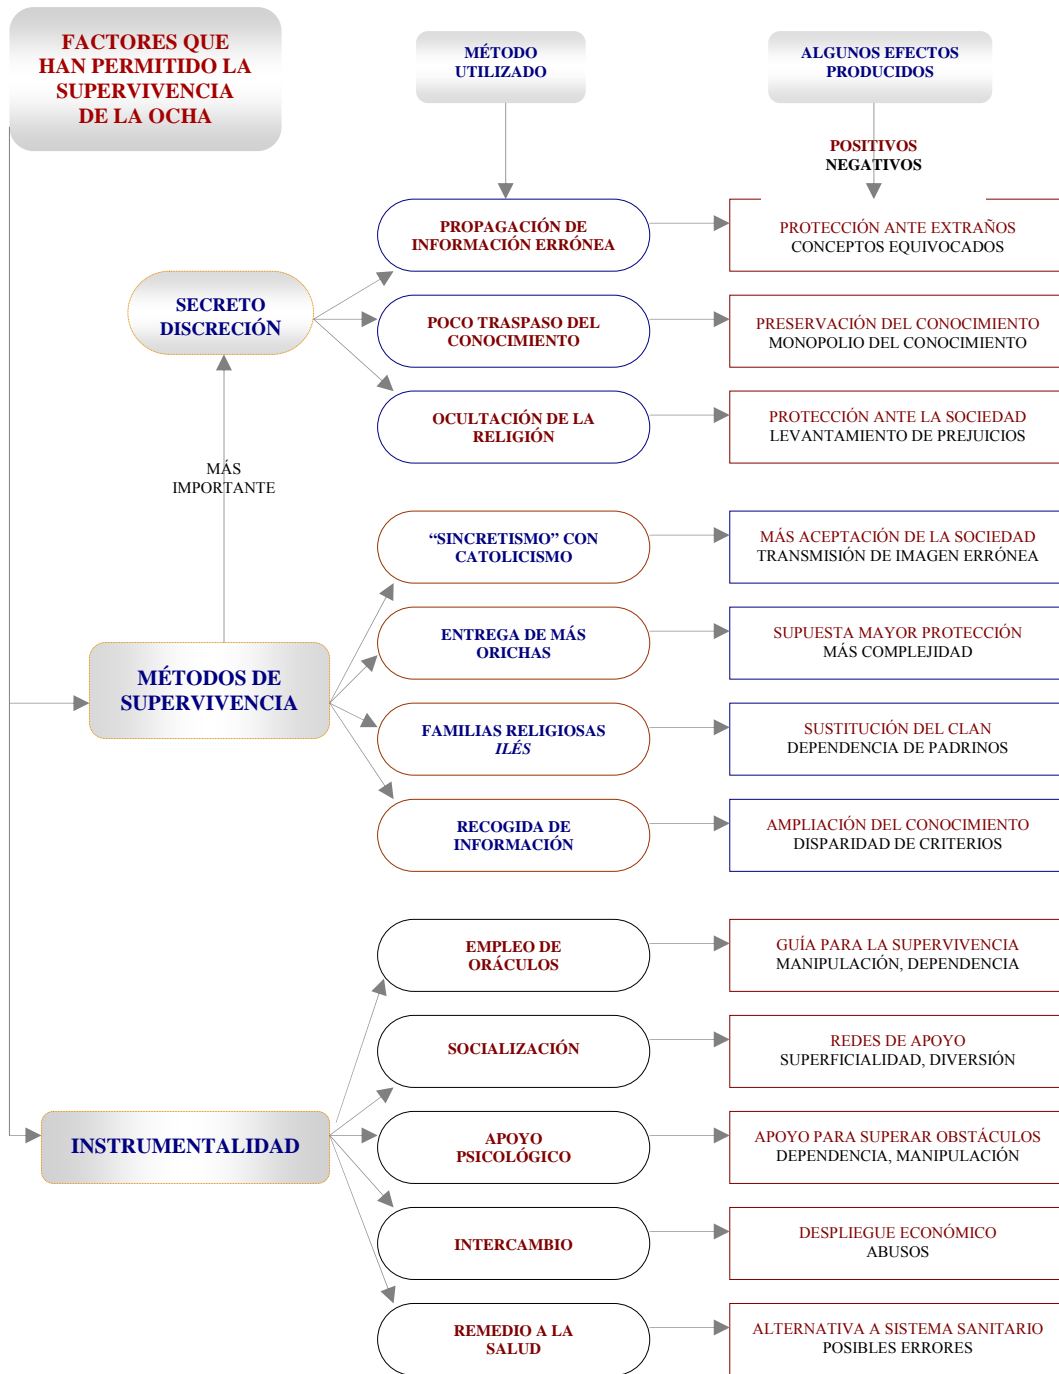 FACTORES QUE
HAN PERMITIDO LA
SUPERVIVENCIA
DE LA OCHA
MÉTODO
UTILIZADO
ALGUNOS EFECTOS
PRODUCIDOS
POSITIVOS
NEGATIVOS
PROPAGACIÓN DE
INFORMACIÓN ERRÓNEA
PROTECCIÓN ANTE EXTRAÑOS
CONCEPTOS EQUIVOCADOS
SECRETO
DISCRECIÓN
POCO TRASPASO DEL
CONOCIMIENTO
PRESERVACIÓN DEL CONOCIMIENTO
MONOPOLIO DEL CONOCIMIENTO
OCULTACIÓN DE LA
RELIGIÓN
PROTECCIÓN ANTE LA SOCIEDAD
LEVANTAMIENTO DE PREJUICIOS
MÁS
IMPORTANTE
“SINCRETISMO” CON
CATOLICISMO
MÁS ACEPTACIÓN DE LA SOCIEDAD
TRANSMISIÓN DE IMAGEN ERRÓNEA
ENTREGA DE MÁS
ORICHAS
SUPUESTA MAYOR PROTECCIÓN
MÁS COMPLEJIDAD
MÉTODOS DE
SUPERVIVENCIA
FAMILIAS RELIGIOSAS
ILÉS
SUSTITUCIÓN DEL CLAN
DEPENDENCIA DE PADRINOS
RECOGIDA DE
INFORMACIÓN
AMPLIACIÓN DEL CONOCIMIENTO
DISPARIDAD DE CRITERIOS
EMPLEO DE
ORÁCULOS
GUÍA PARA LA SUPERVIVENCIA
MANIPULACIÓN, DEPENDENCIA
SOCIALIZACIÓN
REDES DE APOYO
SUPERFICIALIDAD, DIVERSIÓN
INSTRUMENTALIDAD
APOYO
PSICOLÓGICO
APOYO PARA SUPERAR OBSTÁCULOS
DEPENDENCIA, MANIPULACIÓN
INTERCAMBIO
DESPLIEGUE ECONÓMICO
ABUSOS
REMEDIO A LA
SALUD
ALTERNATIVA A SISTEMA SANITARIO
POSIBLES ERRORES